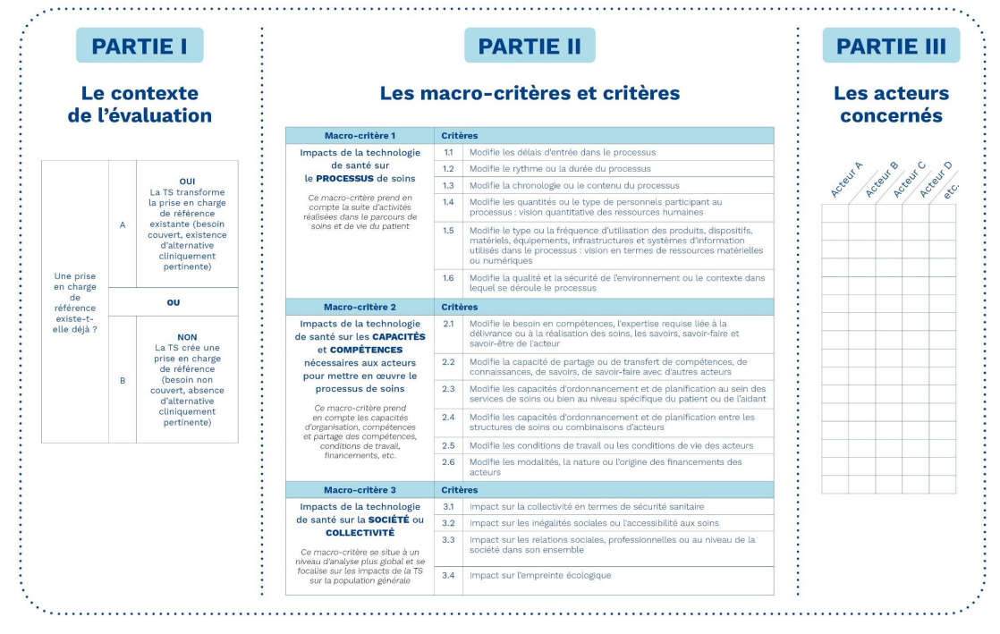 PARTIE I
Le contexte
de l'évaluation
Une prise
en charge
de
référence
existe-t-
elle déjà ?
A
OUI
La TS transforme
la prise en charge
de référence
existante (besoin
couvert, existence
d'alternative
cliniquement
pertinente)
OU
B
NON
La TS crée une
prise en charge
de référence
(besoin non
couvert, absence
d'alternative
cliniquement
pertinente)
PARTIE II
Les macro-critères et critères
Macro-critère 1
Critères
Impacts de la technologie
de santé sur
le PROCESSUS de soins
Ce macro-critère prend en
compte la suite d'activités
réalisées dans le parcours de
soins et de vie du patient
1.1 Modifie les délais d'entrée dans le processus
1.2 Modifie le rythme ou la durée du processus
1.3 Modifie la chronologie ou le contenu du processus
1.4 Modifie les quantités ou le type de personnels participant au
processus : vision quantitative des ressources humaines
1.5 Modifie le type ou la fréquence d'utilisation des produits, dispositifs,
matériels, équipements, infrastructures et systèmes d'information
utilisés dans le processus : vision en termes de ressources matérielles
ou numériques
1.6 Modifie la qualité et la sécurité de l'environnement ou le contexte dans
lequel se déroule le processus
Macro-critère 2
Critères
Impacts de la technologie
de santé sur les CAPACITÉS
et COMPÉTENCES
nécessaires aux acteurs
pour mettre en œuvre le
processus de soins
Ce macro-critère prend
en compte les capacités
d'organisation, compétences
et partage des compétences,
conditions de travail,
financements, etc.
2.1 Modifie le besoin en compétences, l'expertise requise liée à la
délivrance ou à la réalisation des soins, les savoirs, savoir-faire et
savoir-être de l'acteur
2.2 Modifie la capacité de partage ou de transfert de compétences, de
connaissances, de savoirs, de savoir-faire avec d'autres acteurs
2.3 Modifie les capacités d'ordonnancement et de planification au sein des
services de soins ou bien au niveau spécifique du patient ou de l'aidant
2.4 Modifie les capacités d'ordonnancement et de planification entre les
structures de soins ou combinaisons d'acteurs
2.5 Modifie les conditions de travail ou les conditions de vie des acteurs
2.6 Modifie les modalités, la nature ou l'origine des financements des
acteurs
Macro-critère 3
Critères
Impacts de la technologie
de santé sur la SOCIÉTÉ ou
COLLECTIVITÉ
Ce macro-critère se situe à un
niveau d'analyse plus global et se
focalise sur les impacts de la TS
sur la population générale
3.1 Impact sur la collectivité en termes de sécurité sanitaire
3.2 Impact sur les inégalités sociales ou l'accessibilité aux soins
3.3 Impact sur les relations sociales, professionnelles ou au niveau de la
société dans son ensemble
3.4 Impact sur l'empreinte écologique
PARTIE III
Les acteurs
concernés
Acteur A
Acteur B
Acteur C
Acteur D
etc.